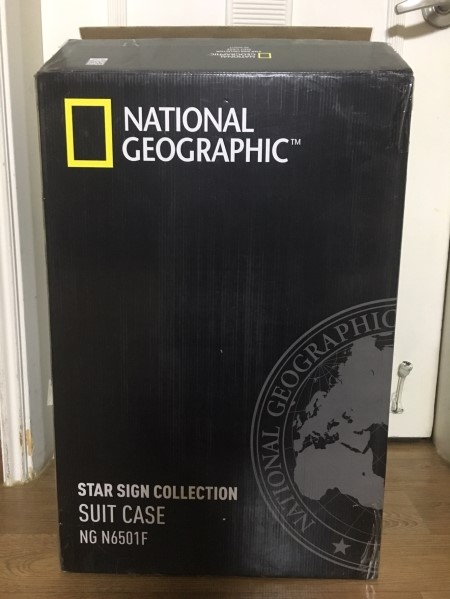 NATIONAL
GEOGRAPHIC™
NATIONAL GEOGRAPHIC
STAR SIGN COLLECTION
SUIT CASE
NG N6501F